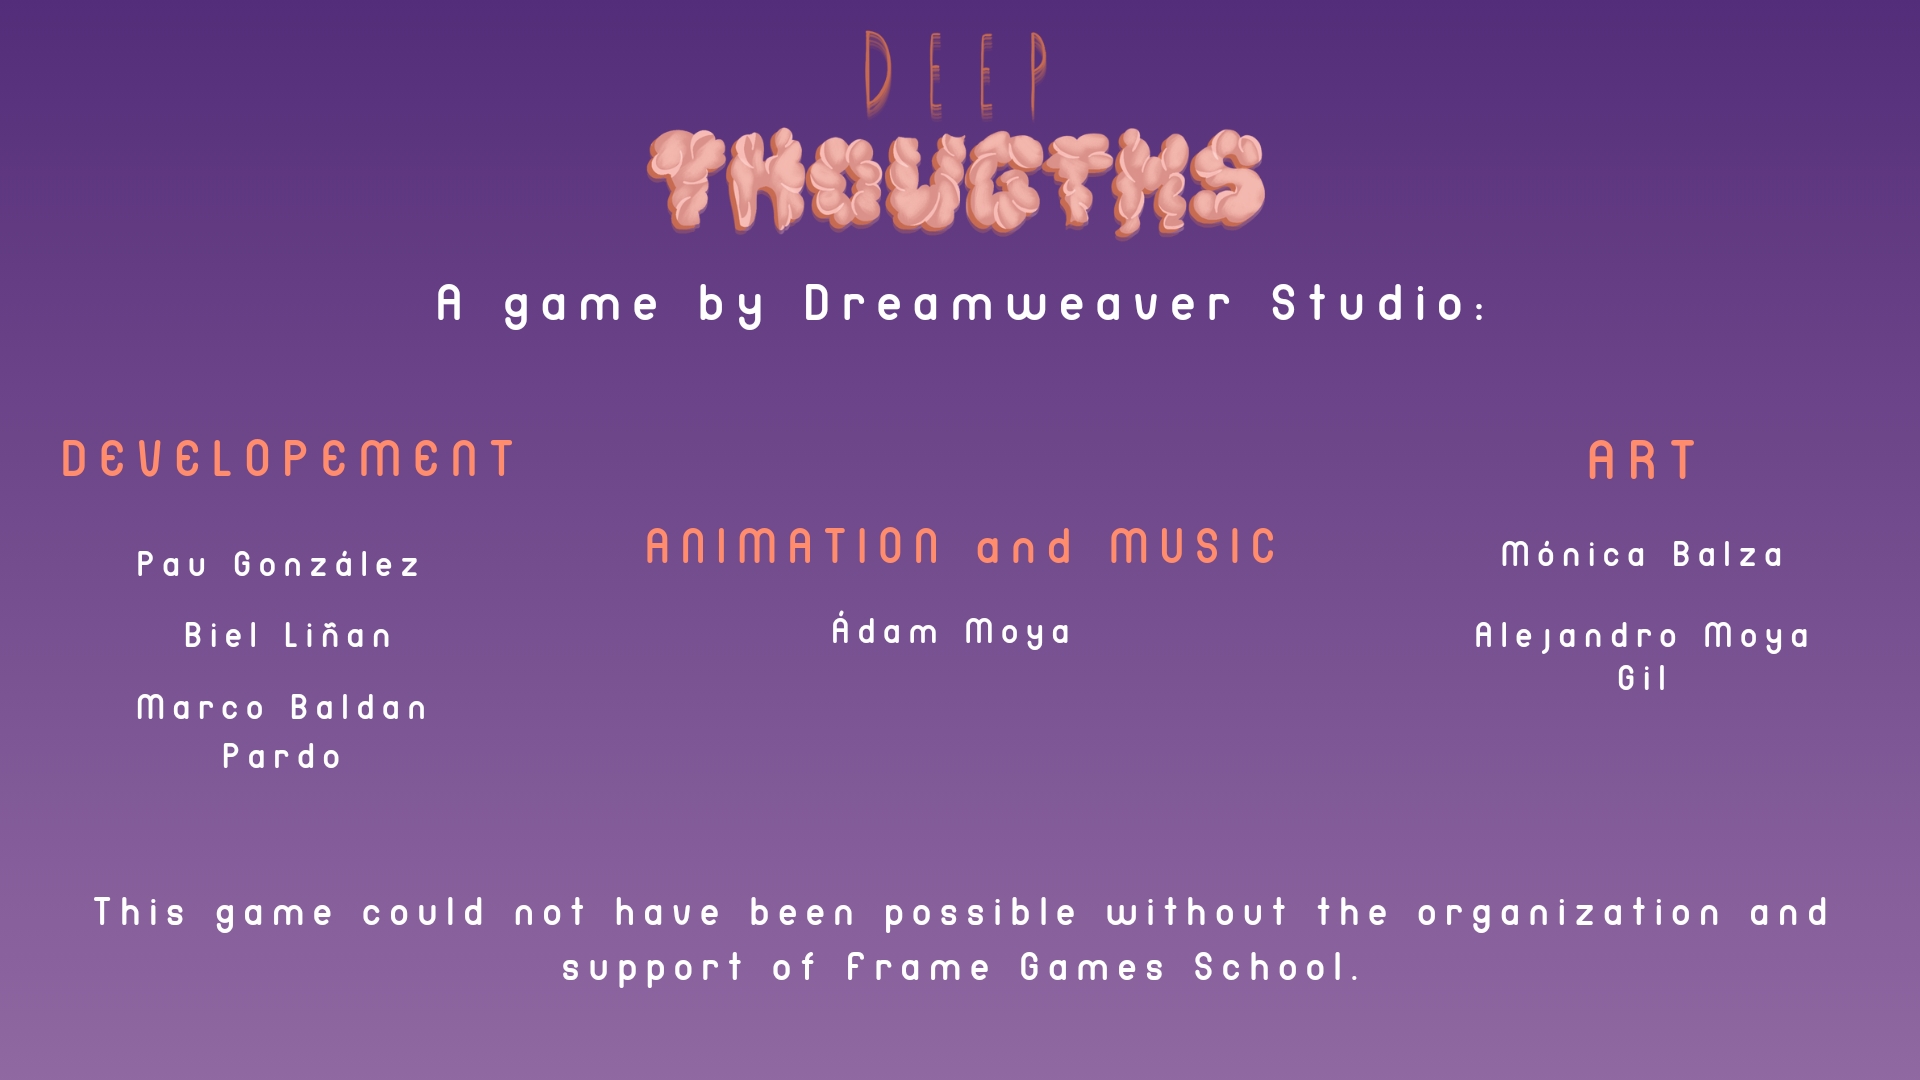 DEEP
THOUGTHS
A game by Dreamweaver Studio:
DEVELOPEMENT
Pau González
Biel Liñan
Marco Baldan
Pardo
ANIMATION and MUSIC
Ádam Moya
ART
Mónica Balza
Alejandro Moya
Gil
This game could not have been possible without the organization and
support of Frame Games School.